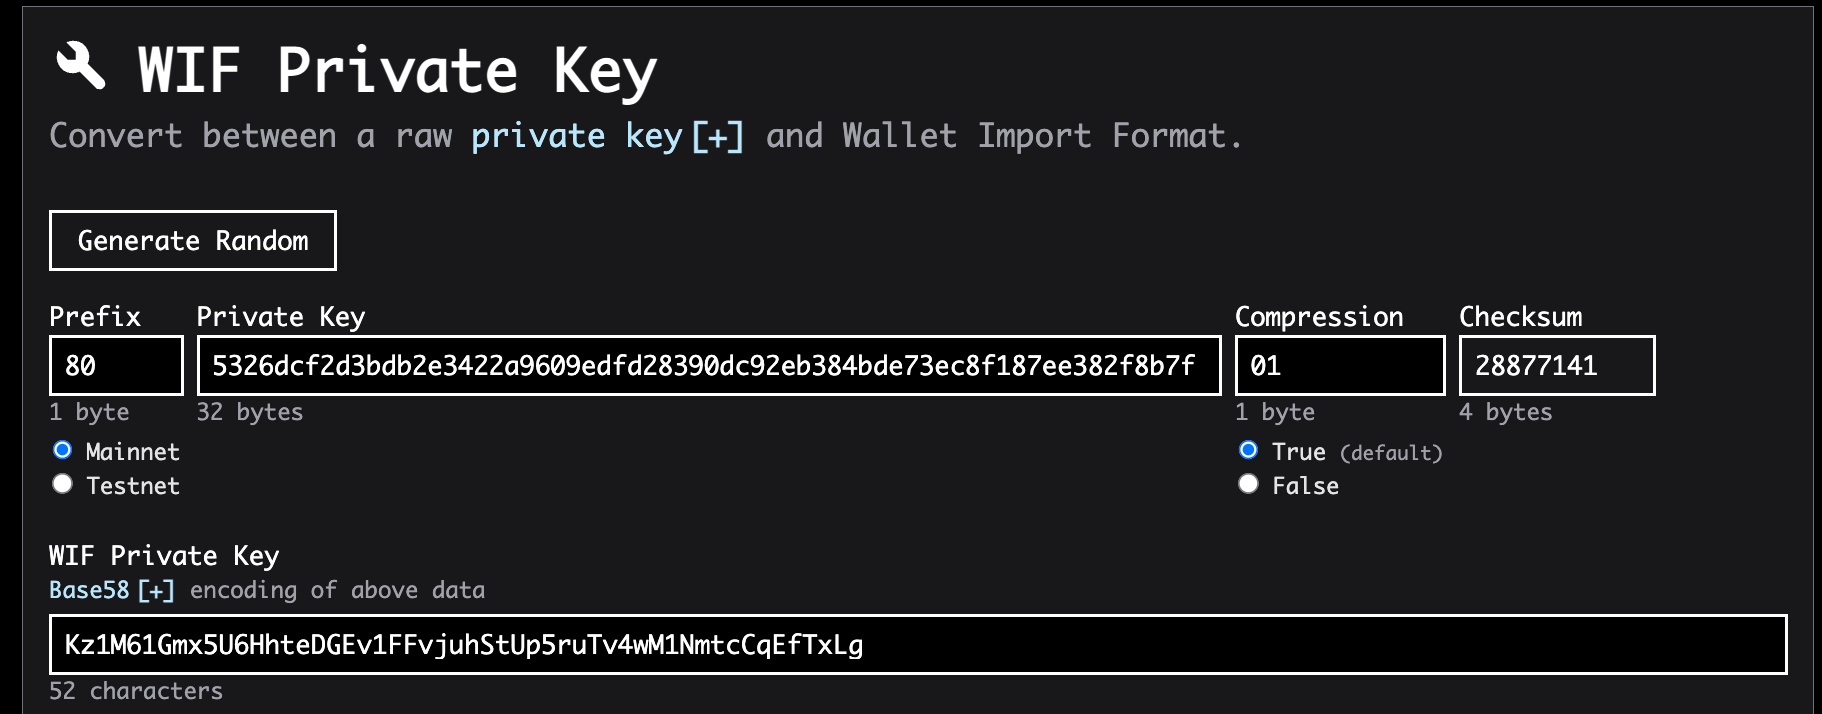 WIF Private Key
Convert between a raw private key[+] and Wallet Import Format.
Generate Random
Prefix Private Key Compression Checksum
80 5326dcf2d3bdb2e3422a9609edfd28390dc92eb384bde73ec8f187ee382f8b7f 01 28877141
1 byte 32 bytes 1 byte 4 bytes
Mainnet True (default)
Testnet False
WIF Private Key
Base58[+] encoding of above data
Kz1M61Gmx5U6HhteDGEv1FFvjuhStUp5ruTv4wM1NmtcCqEfTxLg
52 characters